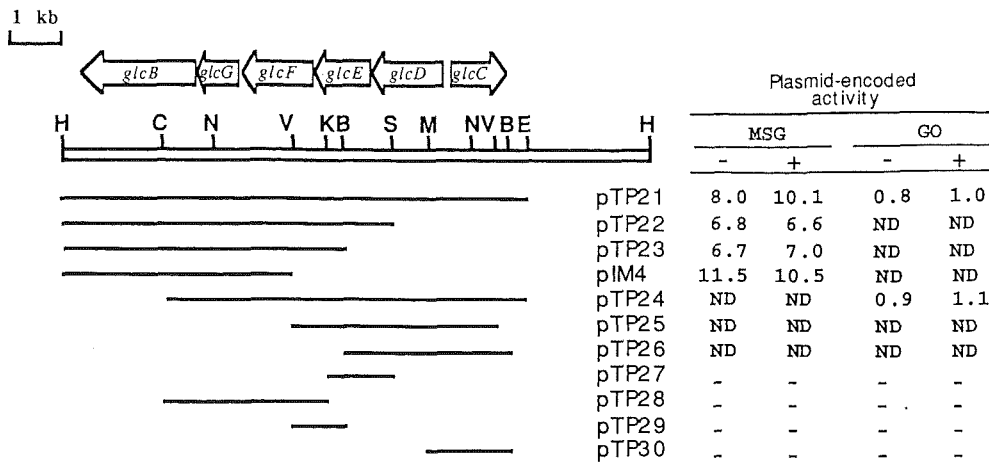 1 kb
glcB glcG glcF glcE glcD glcC
Plasmid-encoded
activity
H C N V K B S M N V B E H
MSG GO
- + - +
pTP21 8.0 10.1 0.8 1.0
pTP22 6.8 6.6 ND ND
pTP23 6.7 7.0 ND ND
pIM4 11.5 10.5 ND ND
pTP24 ND ND 0.9 1.1
pTP25 ND ND ND ND
pTP26 ND ND ND ND
pTP27 - - - -
pTP28 - - - -
pTP29 - - - -
pTP30 - - - -